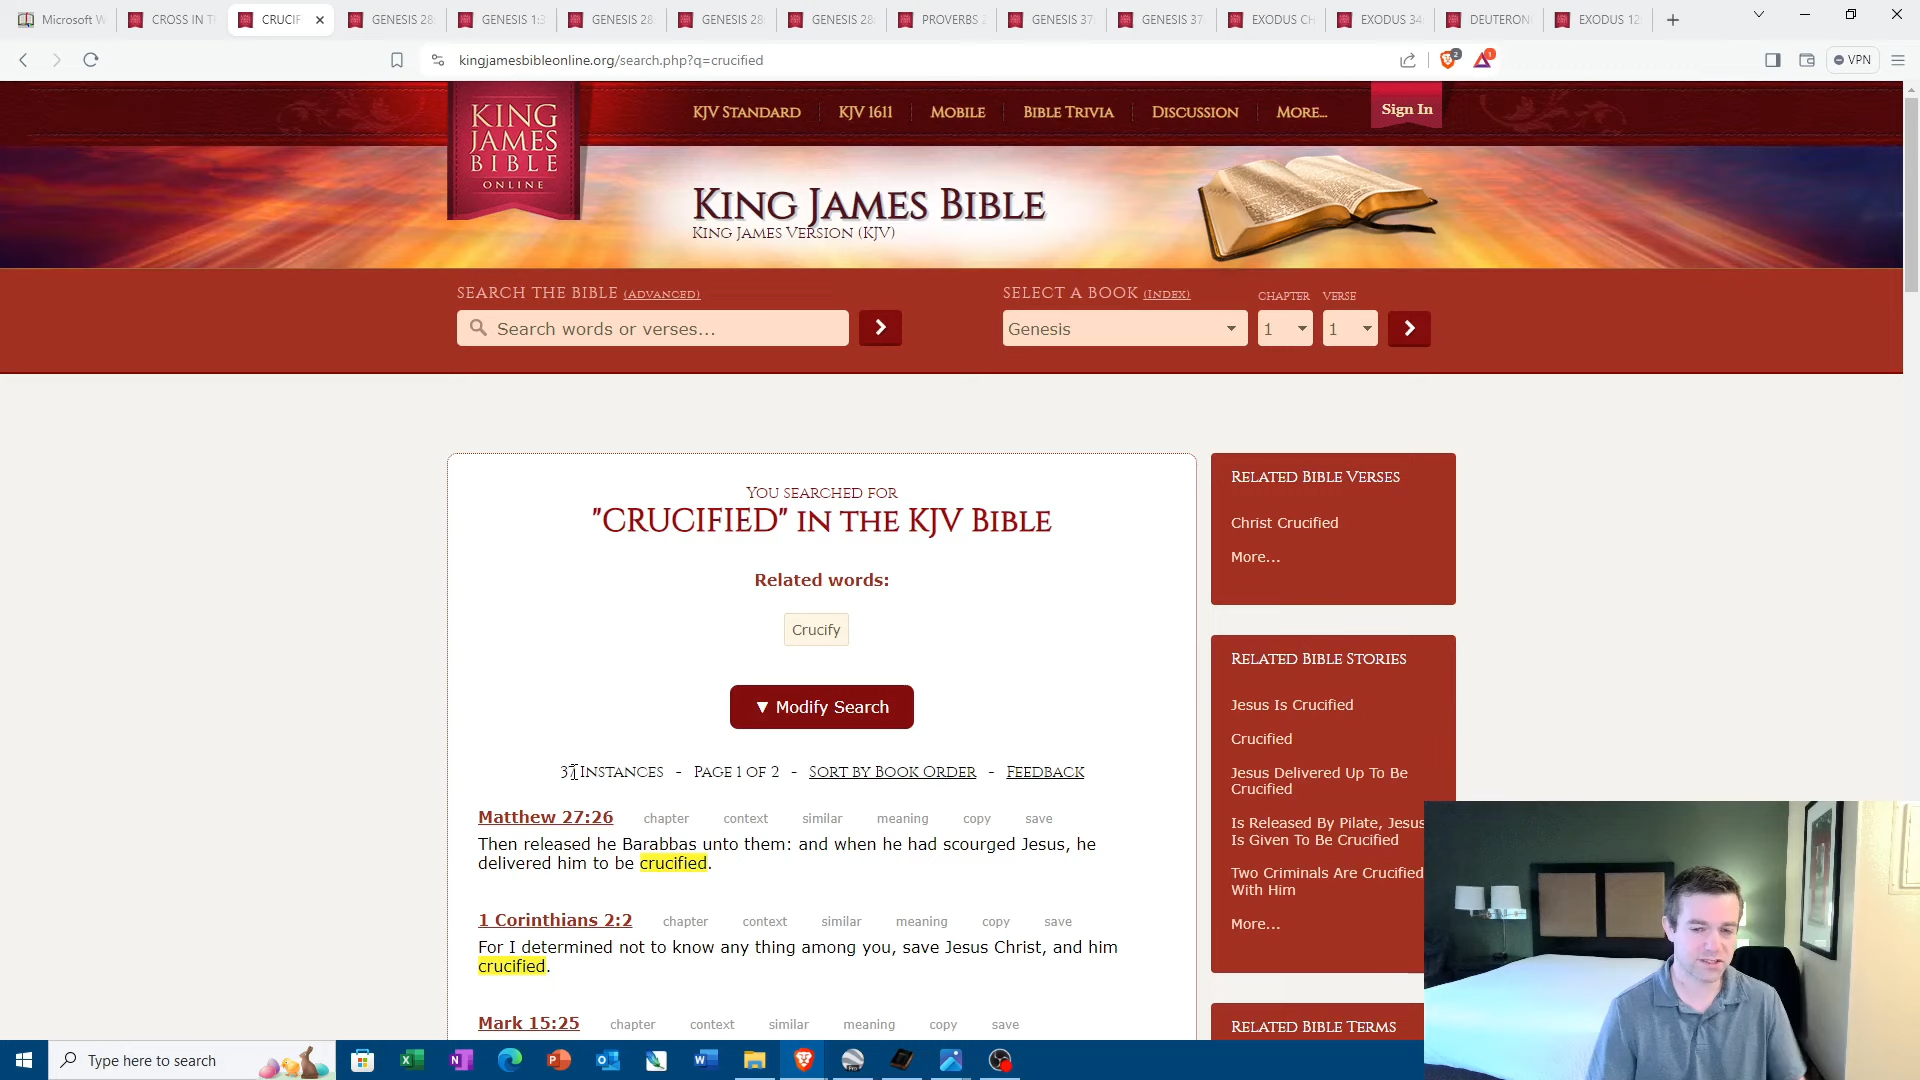 Microsoft W
CROSS IN T
CRUCIF
GENESIS 28
GENESIS 1:3
GENESIS 28
GENESIS 28
GENESIS 28
PROVERBS 2
GENESIS 37
GENESIS 37
EXODUS CH
EXODUS 34
DEUTERON
EXODUS 12
kingjamesbibleonline.org/search.php?q=crucified
2
1
VPN
KING
JAMES
BIBLE
ONLINE
KJV STANDARD
KJV 1611
MOBILE
BIBLE TRIVIA
DISCUSSION
MORE...
Sign In
KING JAMES BIBLE
KING JAMES VERSION (KJV)
SEARCH THE BIBLE (ADVANCED)
Search words or verses...
SELECT A BOOK (INDEX)
CHAPTER
VERSE
Genesis
1
1
YOU SEARCHED FOR
"CRUCIFIED" IN THE KJV BIBLE
Related words:
Crucify
▼ Modify Search
37 INSTANCES - PAGE 1 OF 2 - SORT BY BOOK ORDER - FEEDBACK
Matthew 27:26 chapter context similar meaning copy save
Then released he Barabbas unto them: and when he had scourged Jesus, he
delivered him to be crucified.
1 Corinthians 2:2 chapter context similar meaning copy save
For I determined not to know any thing among you, save Jesus Christ, and him
crucified.
Mark 15:25 chapter context similar meaning copy save
RELATED BIBLE VERSES
Christ Crucified
More...
RELATED BIBLE STORIES
Jesus Is Crucified
Crucified
Jesus Delivered Up To Be
Crucified
Is Released By Pilate, Jesus
Is Given To Be Crucified
Two Criminals Are Crucified
With Him
More...
RELATED BIBLE TERMS
Type here to search